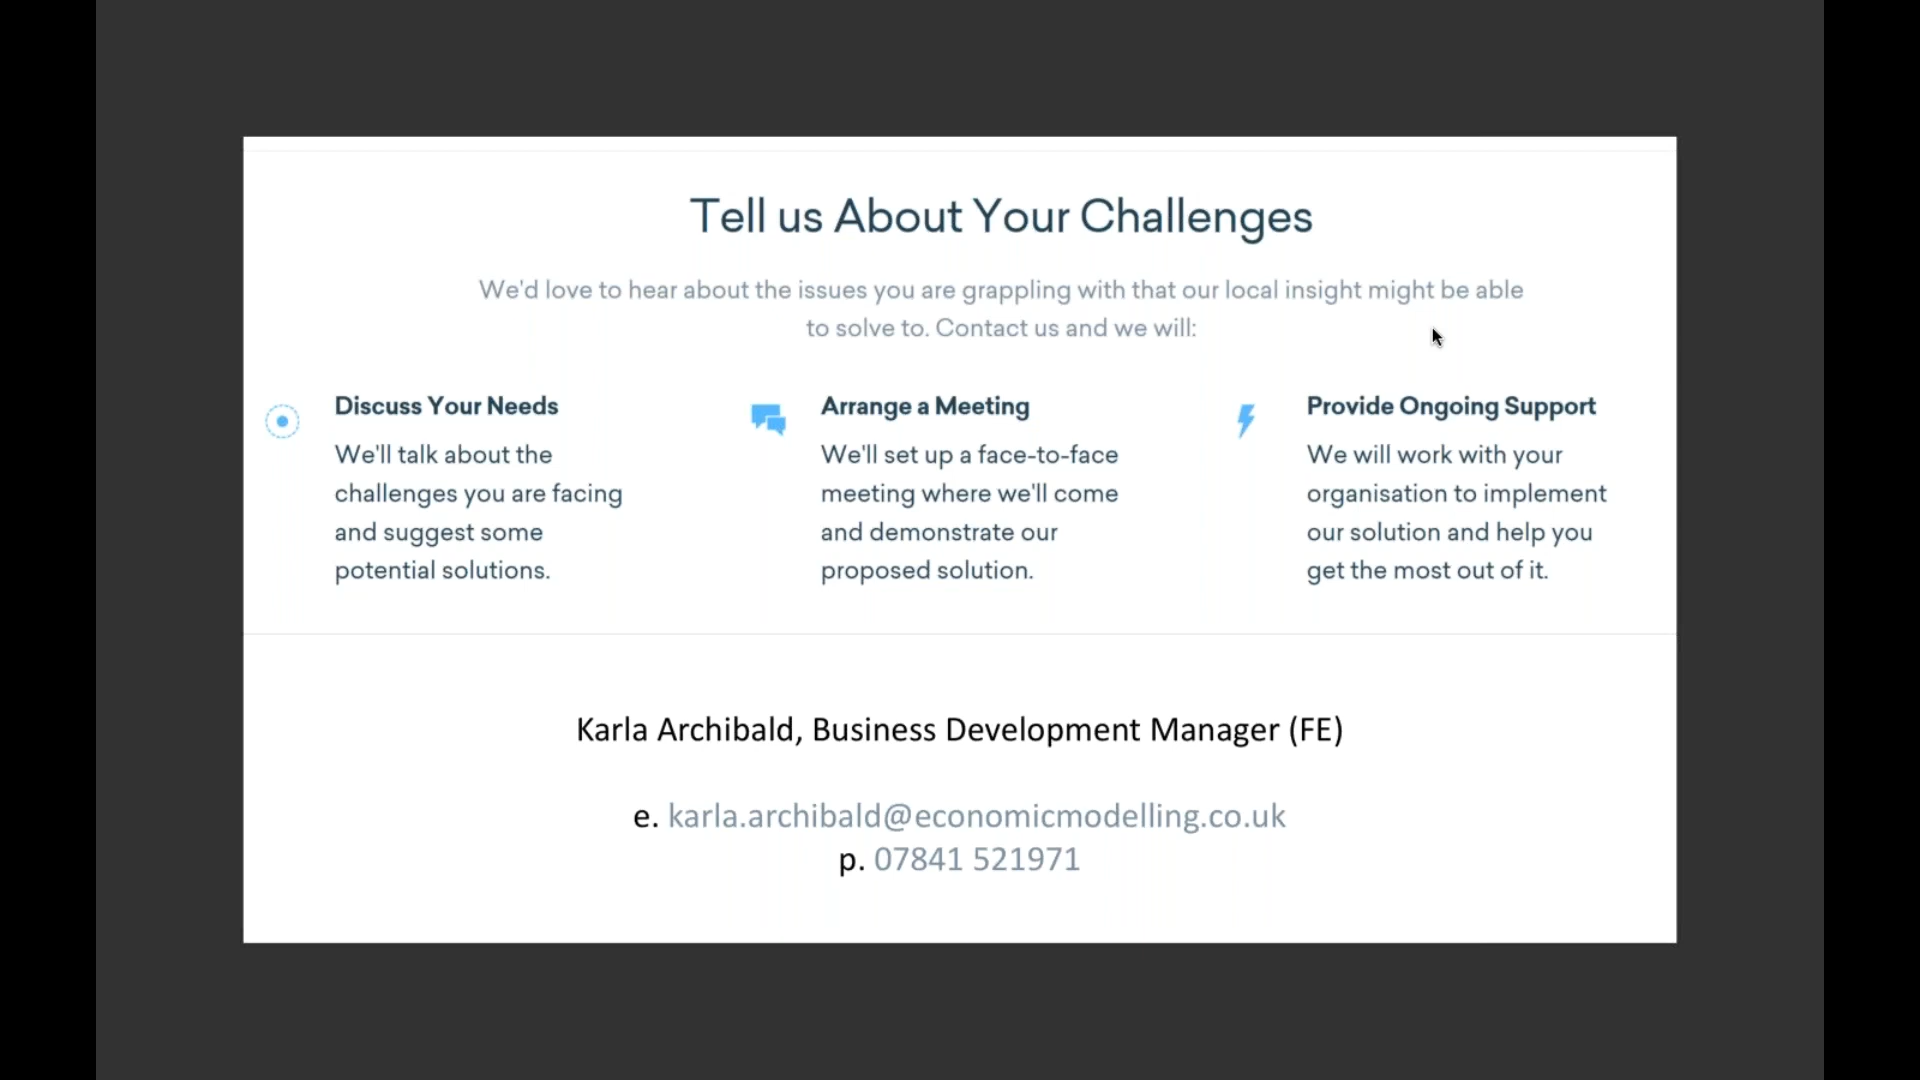 Tell us About Your Challenges
We'd love to hear about the issues you are grappling with that our local insight might be able
to solve to. Contact us and we will:
Discuss Your Needs
We'll talk about the
challenges you are facing
and suggest some
potential solutions.
Arrange a Meeting
We'll set up a face-to-face
meeting where we'll come
and demonstrate our
proposed solution.
Provide Ongoing Support
We will work with your
organisation to implement
our solution and help you
get the most out of it.
Karla Archibald, Business Development Manager (FE)
e. karla.archibald@economicmodelling.co.uk
p. 07841 521971